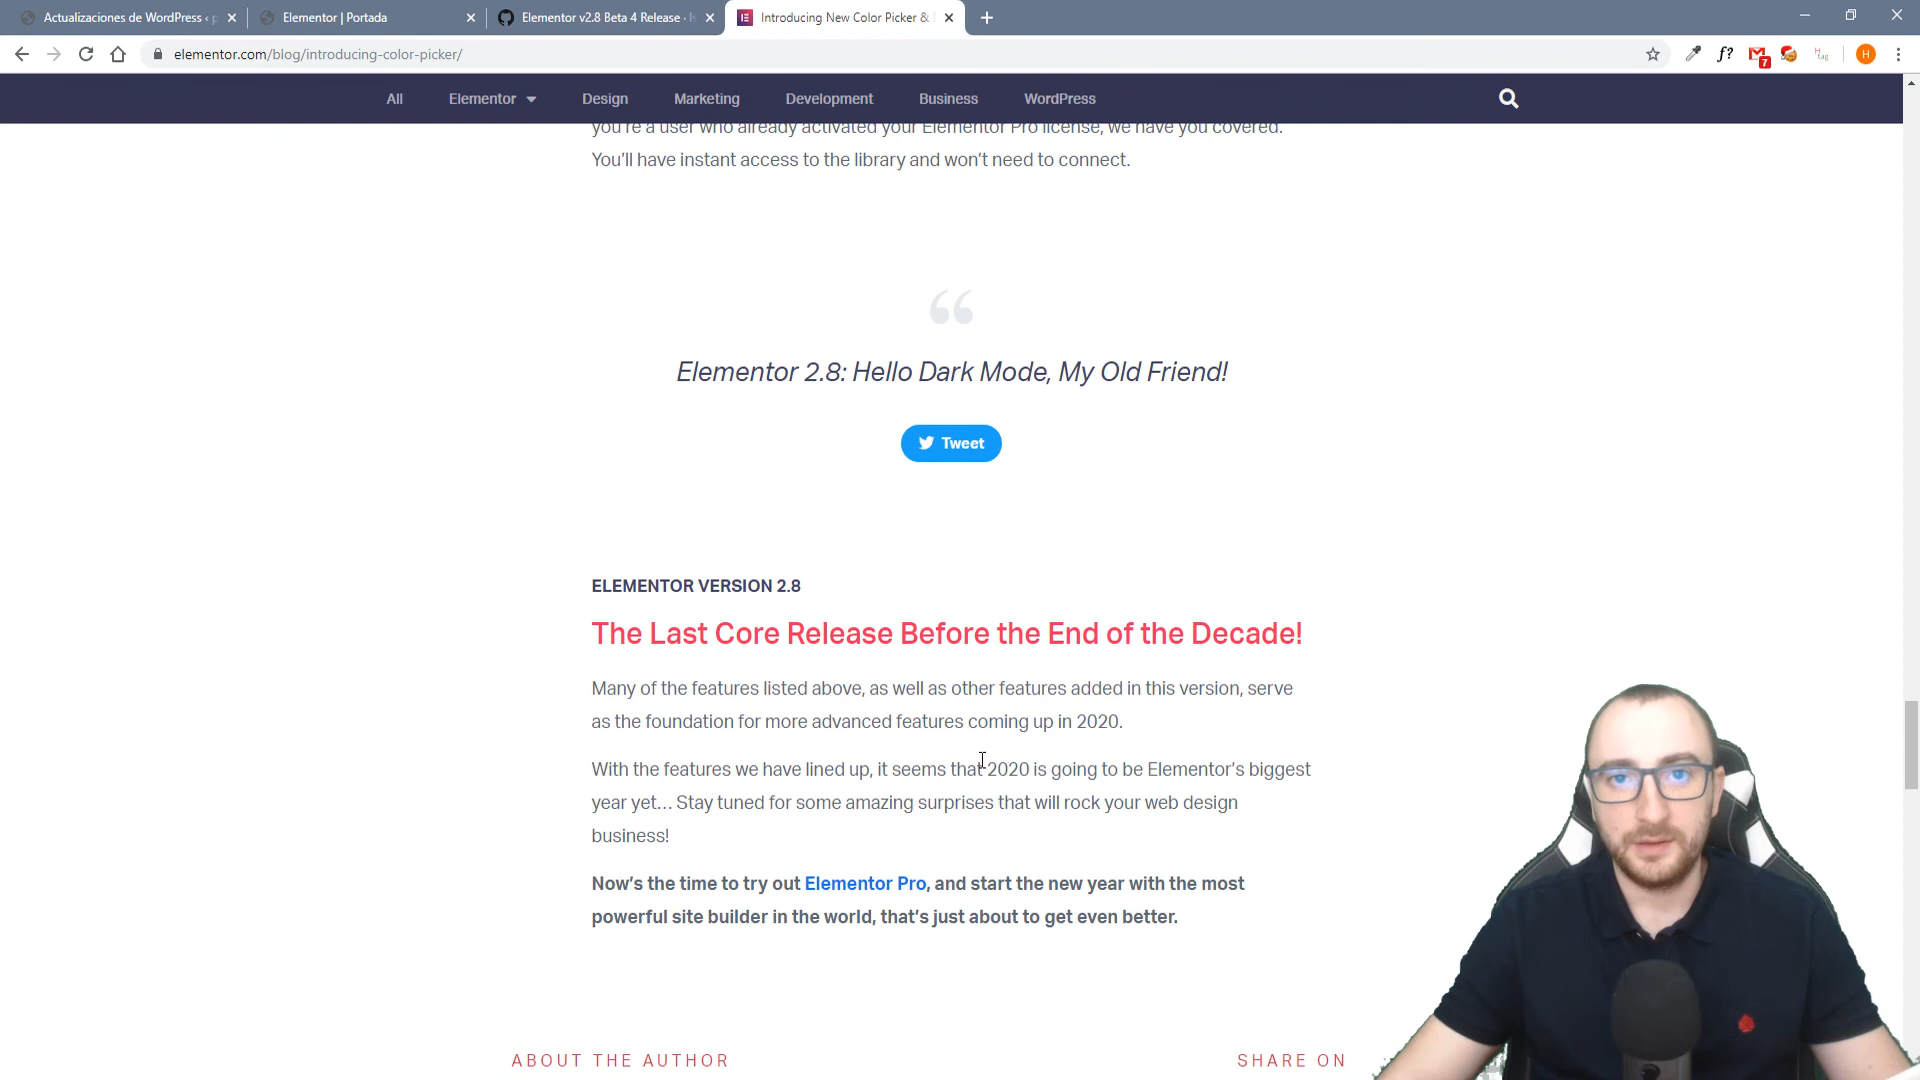 Actualizaciones de WordPress ‹ p
Elementor | Portada
Elementor v2.8 Beta 4 Release · Is
Introducing New Color Picker &
elementor.com/blog/introducing-color-picker/
f?
7
tag
H
All
Elementor
Design
Marketing
Development
Business
WordPress
you're a user who already activated your Elementor Pro license, we have you covered.
You'll have instant access to the library and won't need to connect.
“
Elementor 2.8: Hello Dark Mode, My Old Friend!
Tweet
ELEMENTOR VERSION 2.8
The Last Core Release Before the End of the Decade!
Many of the features listed above, as well as other features added in this version, serve
as the foundation for more advanced features coming up in 2020.
With the features we have lined up, it seems that 2020 is going to be Elementor's biggest
year yet… Stay tuned for some amazing surprises that will rock your web design
business!
Now's the time to try out Elementor Pro, and start the new year with the most
powerful site builder in the world, that's just about to get even better.
ABOUT THE AUTHOR
SHARE ON